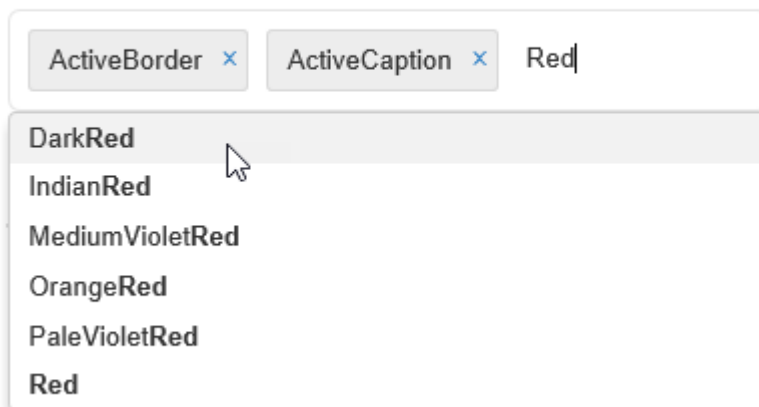 ActiveBorder × ActiveCaption × Red
DarkRed
IndianRed
MediumVioletRed
OrangeRed
PaleVioletRed
Red